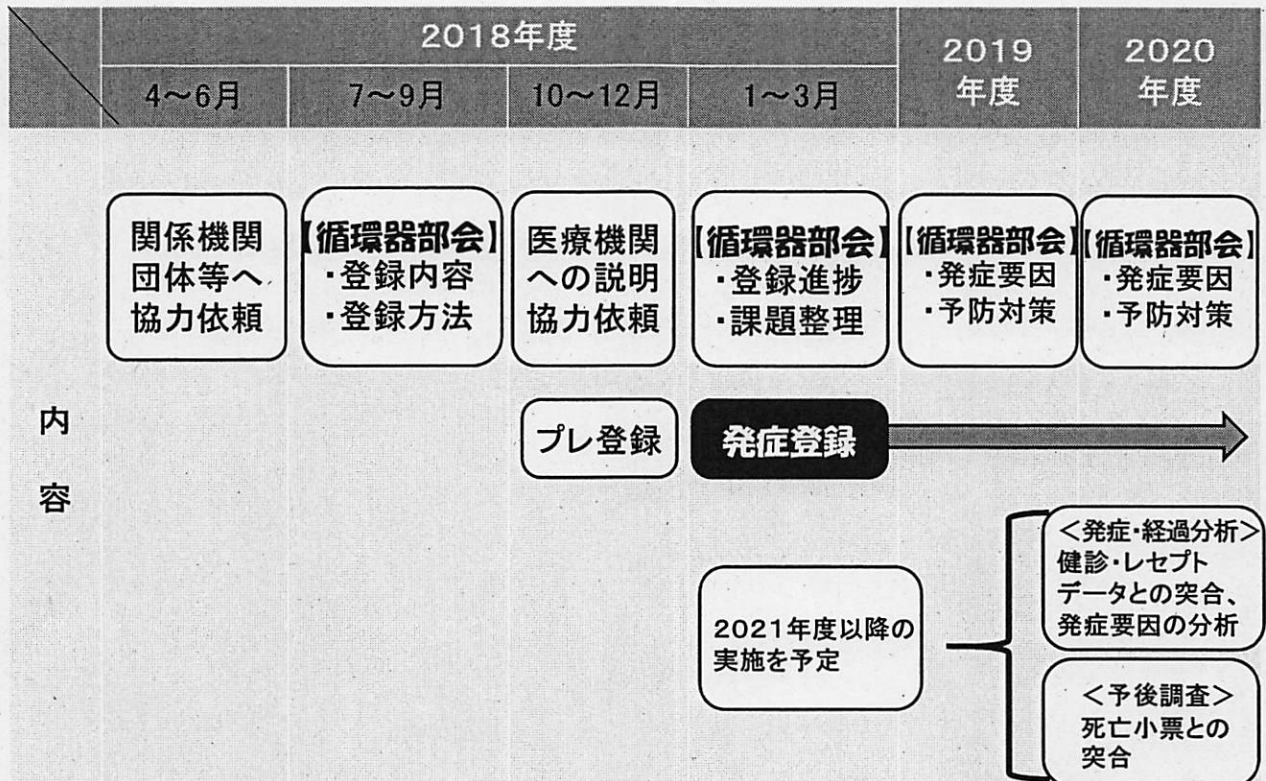 2018年度
2019
年度
2020
年度
4～6月
7～9月
10～12月
1～3月
内
容
関係機関
団体等へ
協力依頼
【循環器部会】
・登録内容
・登録方法
医療機関
への説明
協力依頼
【循環器部会】
・登録進捗
・課題整理
【循環器部会】
・発症要因
・予防対策
【循環器部会】
・発症要因
・予防対策
プレ登録
発症登録
2021年度以降の
実施を予定
＜発症・経過分析＞
健診・レセプト
データとの突合、
発症要因の分析
＜予後調査＞
死亡小票との
突合